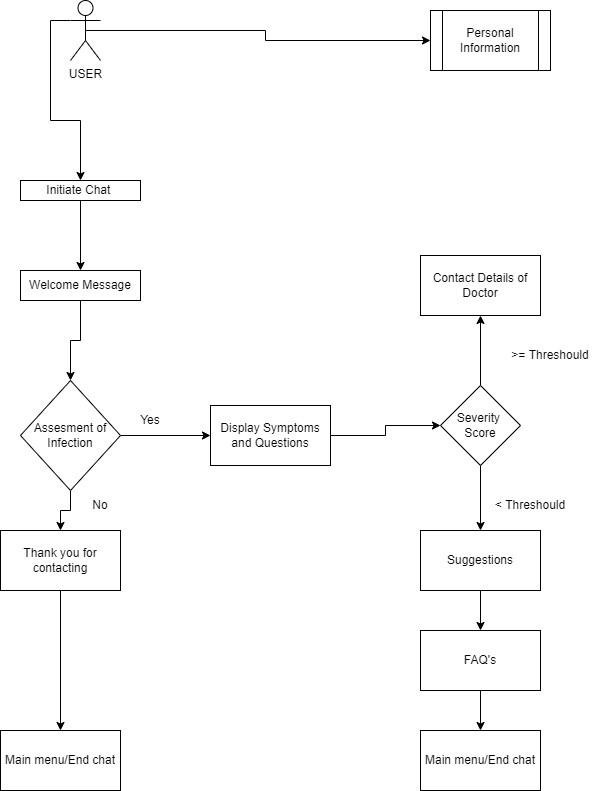 Personal
Information
USER
Initiate Chat
Welcome Message
Contact Details of
Doctor
>= Threshould
Assesment of
Infection
Yes
Display Symptoms
and Questions
Severity
Score
No
< Threshould
Thank you for
contacting
Suggestions
FAQ's
Main menu/End chat
Main menu/End chat